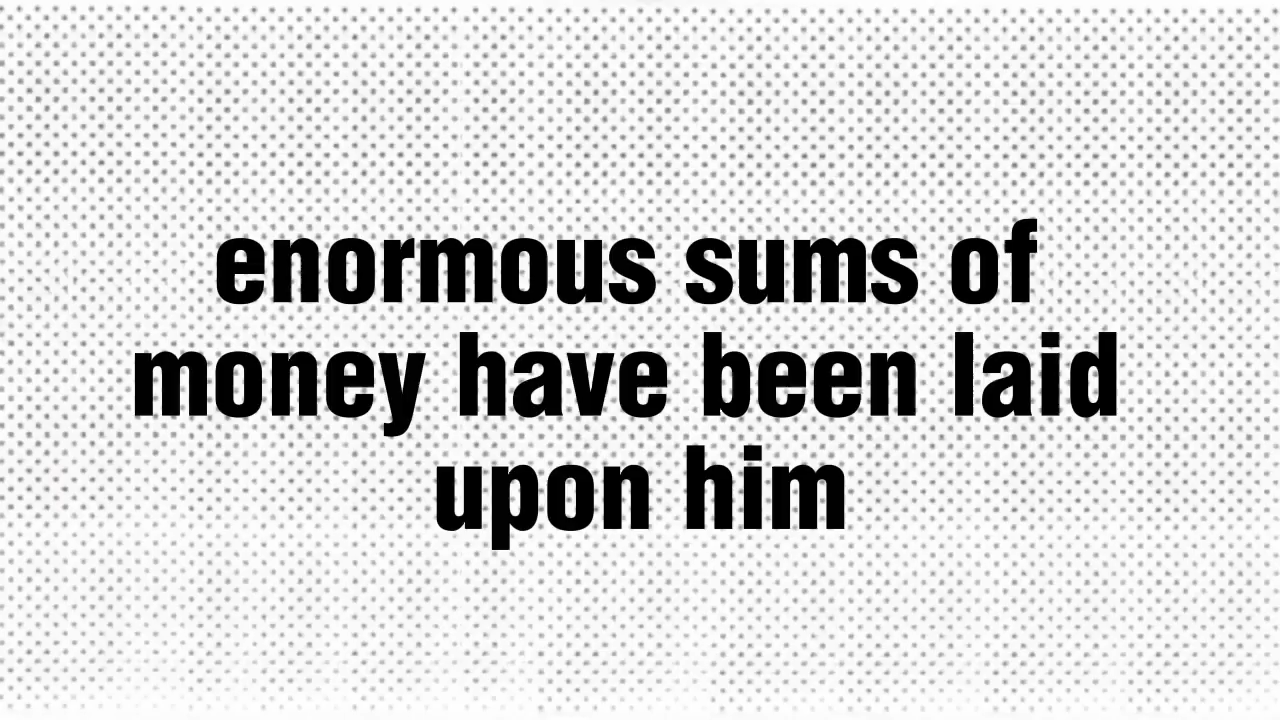 enormous sums of
money have been laid
upon him